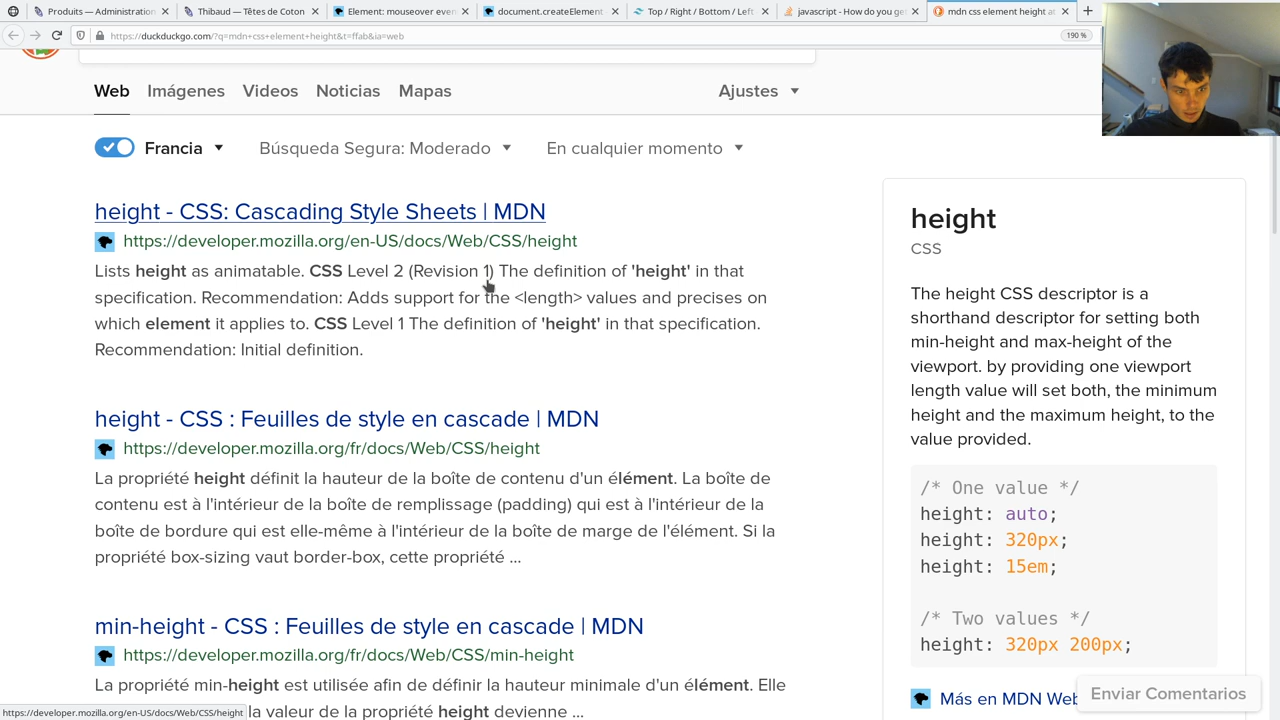 Produits — Administration
Thibaud — Têtes de Coton
Element: mouseover even
document.createElement
Top / Right / Bottom / Left
javascript - How do you get
mdn css element height at
https://duckduckgo.com/?q=mdn+css+element+height&t=ffab&ia=web
190 %
Web
Imágenes
Videos
Noticias
Mapas
Ajustes
Francia
Búsqueda Segura: Moderado
En cualquier momento
height - CSS: Cascading Style Sheets | MDN
https://developer.mozilla.org/en-US/docs/Web/CSS/height
Lists height as animatable. CSS Level 2 (Revision 1) The definition of 'height' in that
specification. Recommendation: Adds support for the <length> values and precises on
which element it applies to. CSS Level 1 The definition of 'height' in that specification.
Recommendation: Initial definition.
height - CSS : Feuilles de style en cascade | MDN
https://developer.mozilla.org/fr/docs/Web/CSS/height
La propriété height définit la hauteur de la boîte de contenu d'un élément. La boîte de
contenu est à l'intérieur de la boîte de remplissage (padding) qui est à l'intérieur de la
boîte de bordure qui est elle-même à l'intérieur de la boîte de marge de l'élément. Si la
propriété box-sizing vaut border-box, cette propriété ...
min-height - CSS : Feuilles de style en cascade | MDN
https://developer.mozilla.org/fr/docs/Web/CSS/min-height
La propriété min-height est utilisée afin de définir la hauteur minimale d'un élément. Elle
la valeur de la propriété height devienne ...
https://developer.mozilla.org/en-US/docs/Web/CSS/height
height
CSS
The height CSS descriptor is a
shorthand descriptor for setting both
min-height and max-height of the
viewport. by providing one viewport
length value will set both, the minimum
height and the maximum height, to the
value provided.
/* One value */
height: auto;
height: 320px;
height: 15em;
/* Two values */
height: 320px 200px;
Más en MDN Web
Enviar Comentarios